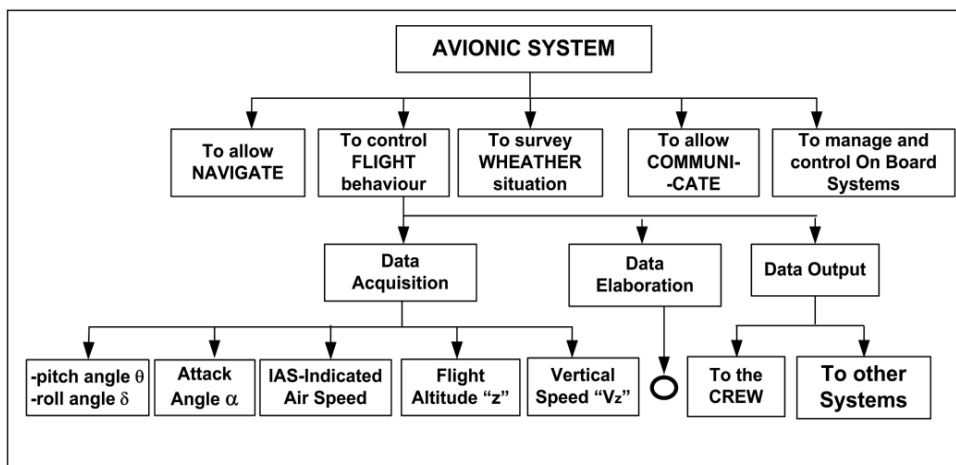 AVIONIC SYSTEM
To allow
NAVIGATE
To control
FLIGHT
behaviour
To survey
WHEATHER
situation
To allow
COMMUNI-
-CATE
To manage and
control On Board
Systems
Data
Acquisition
Data
Elaboration
Data Output
-pitch angle θ
-roll angle δ
Attack
Angle α
IAS-Indicated
Air Speed
Flight
Altitude “z”
Vertical
Speed “Vz”
To the
CREW
To other
Systems